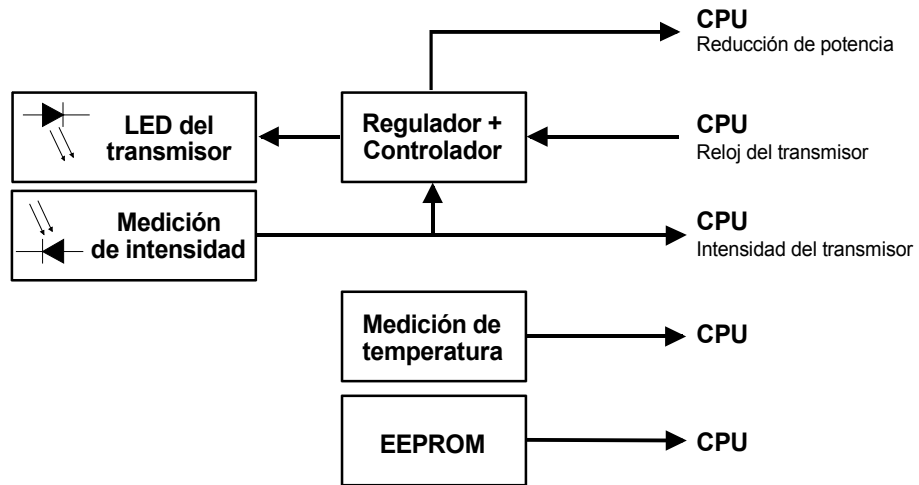 CPU
Reducción de potencia
LED del
transmisor
Regulador +
Controlador
CPU
Reloj del transmisor
Medición
de intensidad
CPU
Intensidad del transmisor
Medición de
temperatura
CPU
EEPROM
CPU